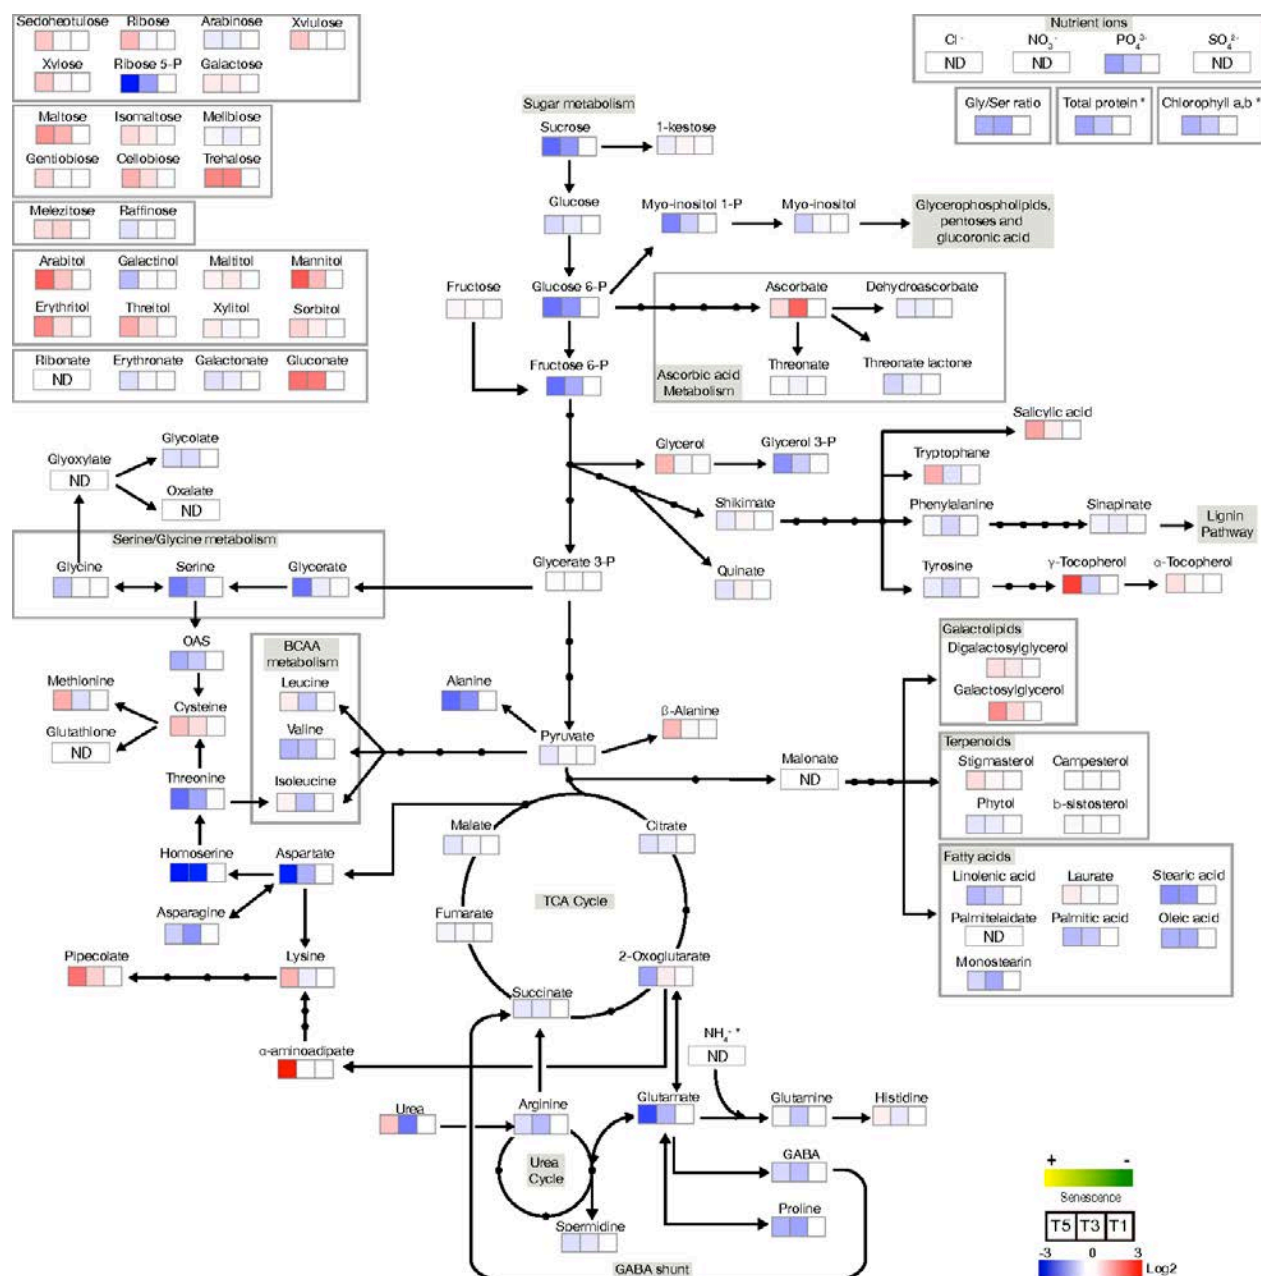 Sedoheptulose Ribose Arabinose Xvlulose
Xylose Ribose 5-P Galactose
Maltose Isomaltose Melibiose
Gentiobiose Cellobiose Trehalose
Melezitose Raffinose
Arabitol Galactinol Maltitol Mannitol
Erythritol Threitol Xylitol Sorbitol
Ribonate Erythronate Galactonate Gluconate
ND
Nutrient ions
Cl⁻ NO₃⁻ PO₄³⁻ SO₄²⁻
ND ND ND
Gly/Ser ratio Total protein * Chlorophyll a,b *
Sugar metabolism
Sucrose 1-kestose
Glucose Myo-inositol 1-P Myo-inositol
Glycerophospholipids,
pentoses and
glucoronic acid
Fructose Glucose 6-P Ascorbate Dehydroascorbate
Fructose 6-P Threonate Threonate lactone
Ascorbic acid
Metabolism
Glycolate
Glyoxylate
ND
Oxalate
ND
Serine/Glycine metabolism
Glycine Serine Glycerate Glycerate 3-P
Glycerol Glycerol 3-P
Shikimate
Quinate
Salicylic acid
Tryptophane
Phenylalanine Sinapinate
Lignin
Pathway
Tyrosine γ-Tocopherol α-Tocopherol
OAS
Methionine
Cysteine
Glutathione
ND
Threonine
Homoserine Aspartate
Asparagine
BCAA
metabolism
Leucine
Valine
Isoleucine
Alanine
Pyruvate
β-Alanine
Malonate
ND
Galactolipids
Digalactosylglycerol
Galactosylglycerol
Terpenoids
Stigmasterol Campesterol
Phytol b-sistosterol
Fatty acids
Linolenic acid Laurate Stearic acid
Palmitelaidate Palmitic acid Oleic acid
ND
Monostearin
Malate Citrate
TCA Cycle
Fumarate
2-Oxoglutarate
Succinate
Pipecolate Lysine
α-aminoadipate
NH₄⁻ *
ND
Urea Arginine Glutamate Glutamine Histidine
Urea
Cycle
GABA
Proline
Spermidine
GABA shunt
+ -
Senescence
T5 T3 T1
-3 0 3
Log2